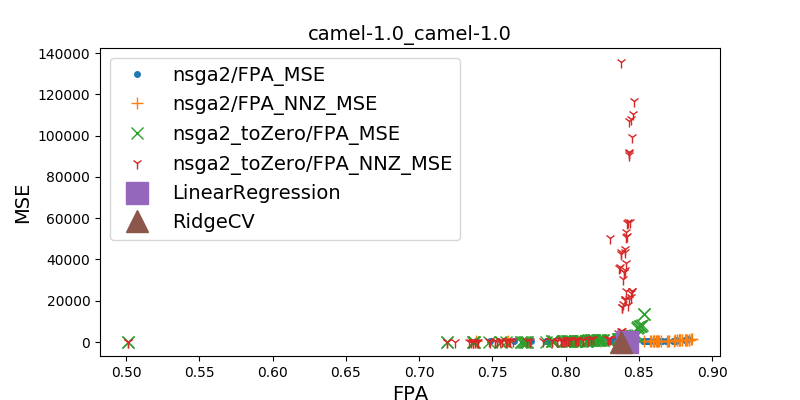 camel-1.0_camel-1.0
140000
120000
100000
80000
60000
40000
20000
0
MSE
nsga2/FPA_MSE
nsga2/FPA_NNZ_MSE
nsga2_toZero/FPA_MSE
nsga2_toZero/FPA_NNZ_MSE
LinearRegression
RidgeCV
0.50 0.55 0.60 0.65 0.70 0.75 0.80 0.85 0.90
FPA